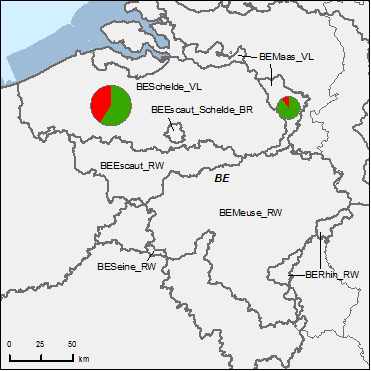 BEMaas_VL
BESchelde_VL
BEEscaut_Schelde_BR
BEEscaut_RW
BE
BEMeuse_RW
BESeine_RW
BERhin_RW
0 25 50
km